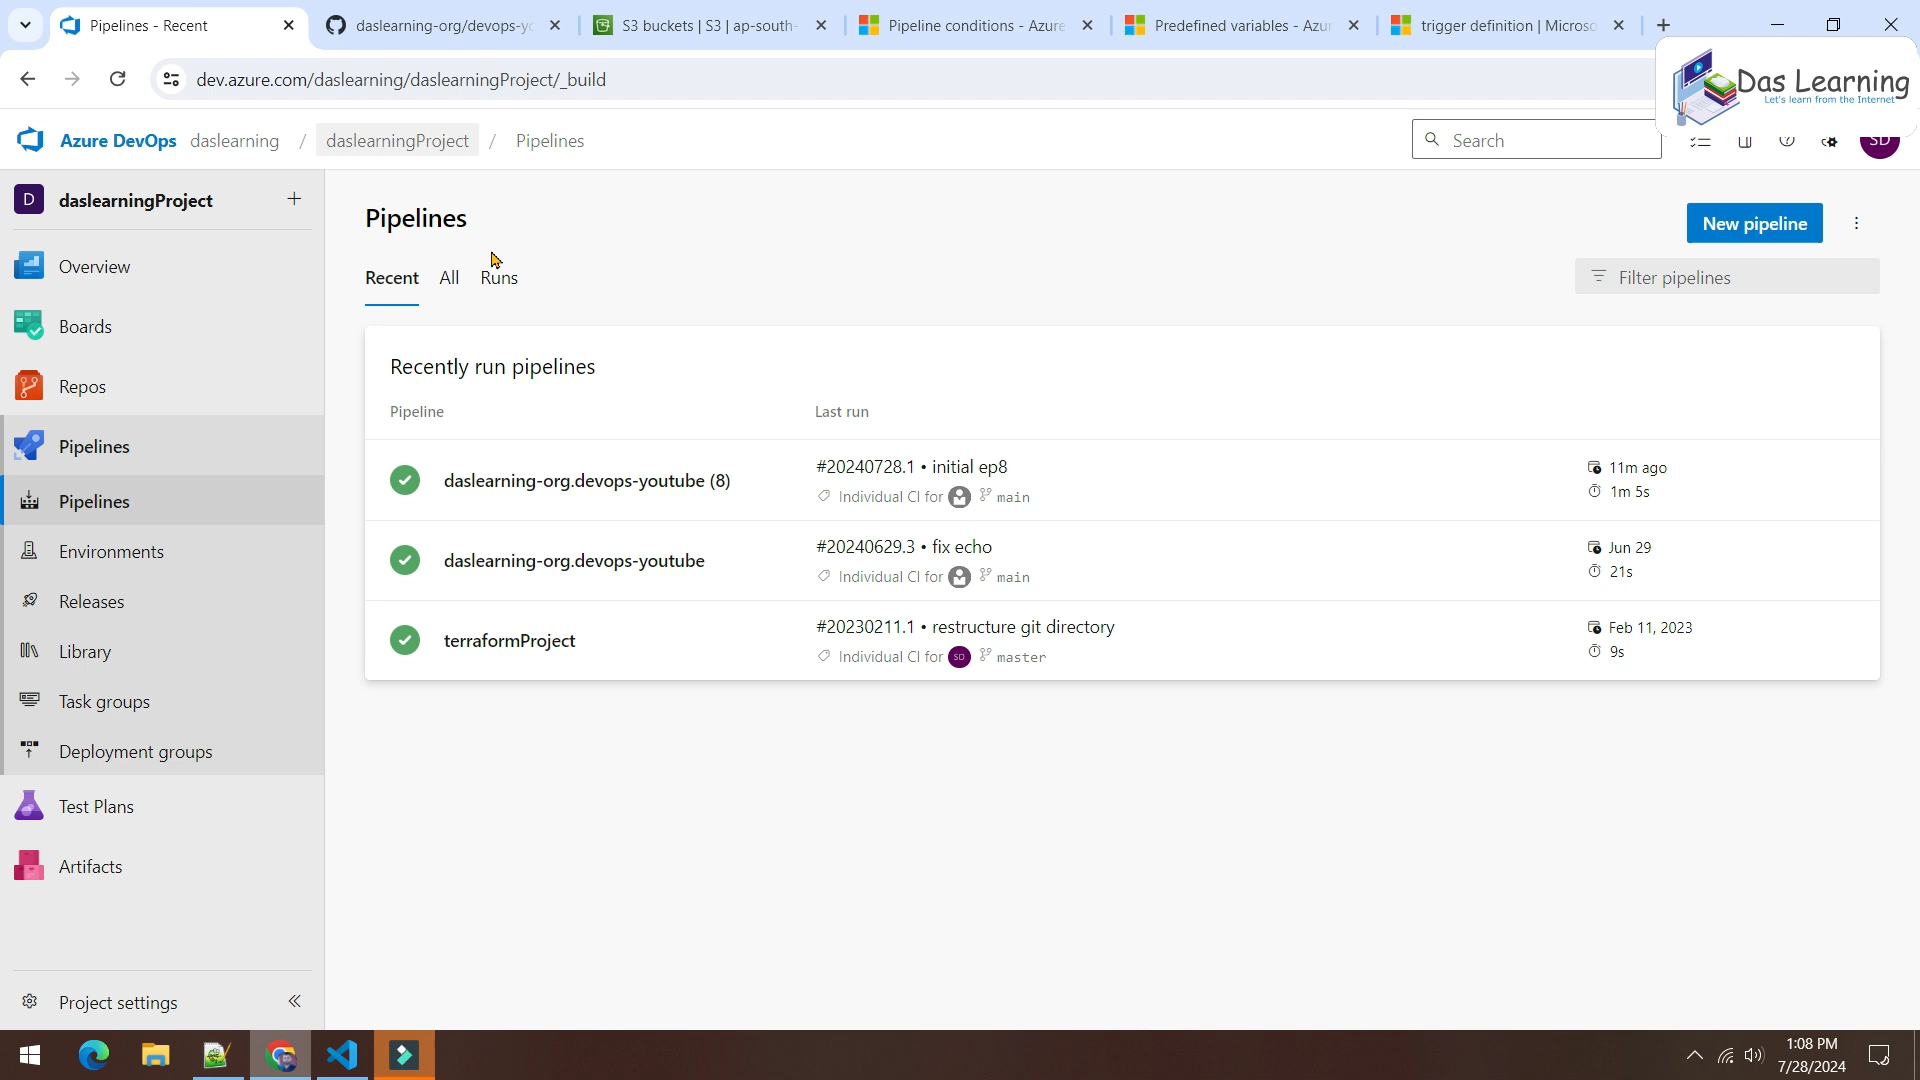 Pipelines - Recent
daslearning-org/devops-yo
S3 buckets | S3 | ap-south-
Pipeline conditions - Azure
Predefined variables - Azur
trigger definition | Microso
dev.azure.com/daslearning/daslearningProject/_build
Das Learning
Let's learn from the Internet
Azure DevOps daslearning / daslearningProject / Pipelines
Search
SD
D daslearningProject
Overview
Boards
Repos
Pipelines
Pipelines
Environments
Releases
Library
Task groups
Deployment groups
Test Plans
Artifacts
Project settings
Pipelines
New pipeline
Recent All Runs
Filter pipelines
Recently run pipelines
Pipeline Last run
daslearning-org.devops-youtube (8)
#20240728.1 • initial ep8
Individual CI for main
11m ago
1m 5s
daslearning-org.devops-youtube
#20240629.3 • fix echo
Individual CI for main
Jun 29
21s
terraformProject
#20230211.1 • restructure git directory
Individual CI for SD master
Feb 11, 2023
9s
1:08 PM
7/28/2024